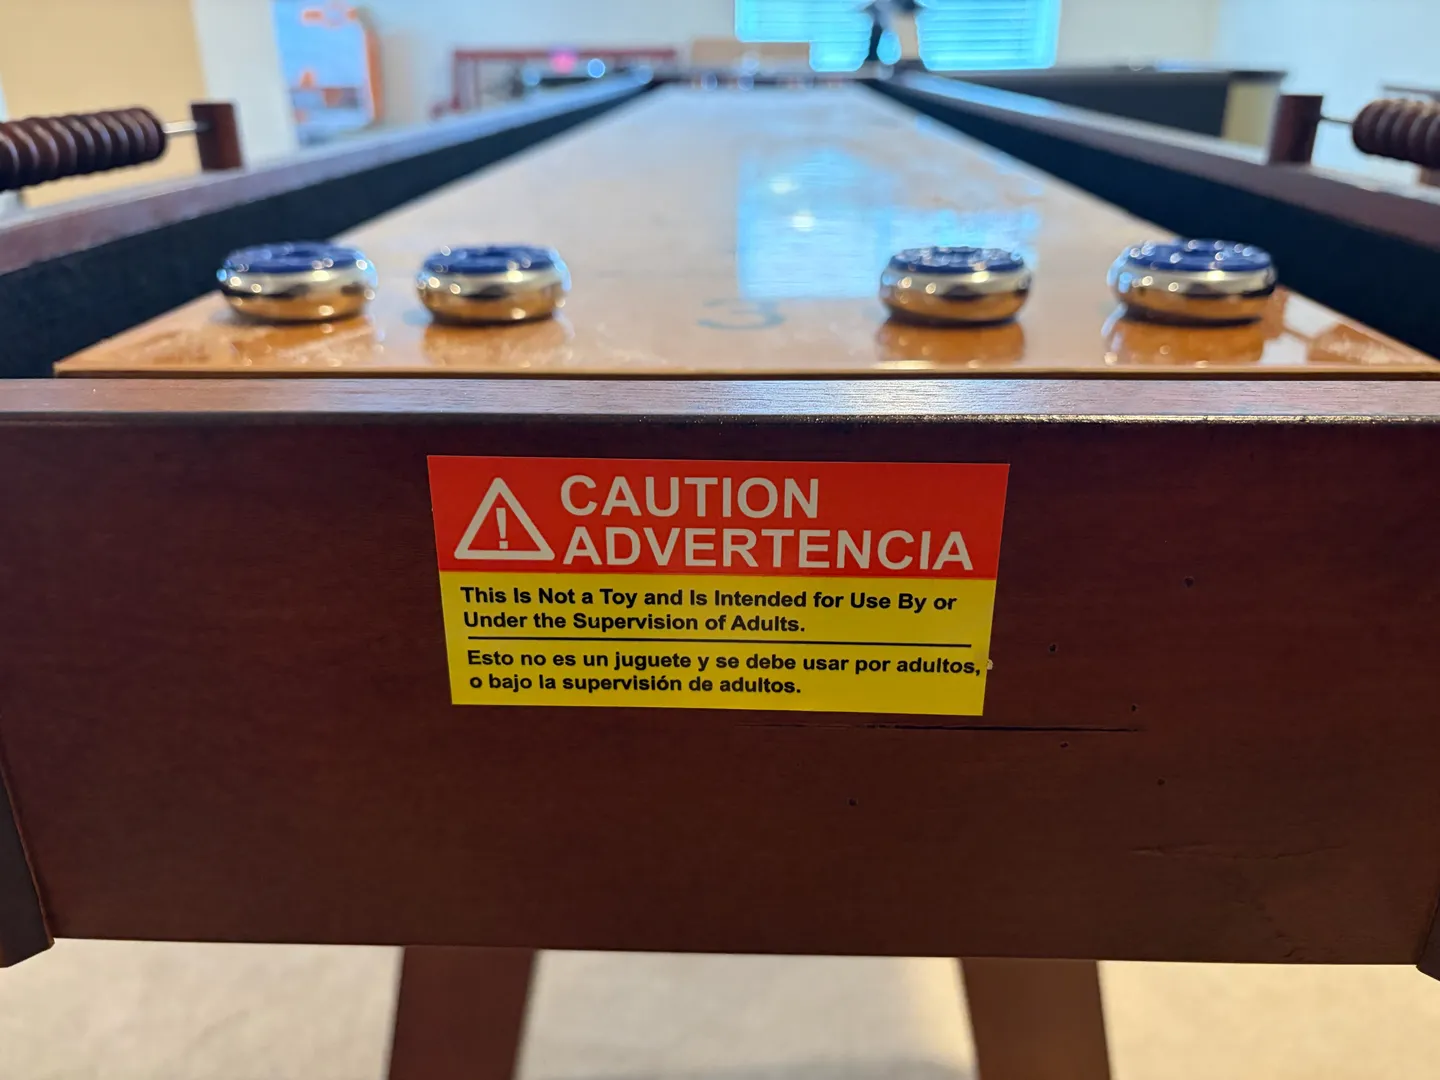 3
CAUTION
ADVERTENCIA
This Is Not a Toy and Is Intended for Use By or
Under the Supervision of Adults.
Esto no es un juguete y se debe usar por adultos,
o bajo la supervisión de adultos.